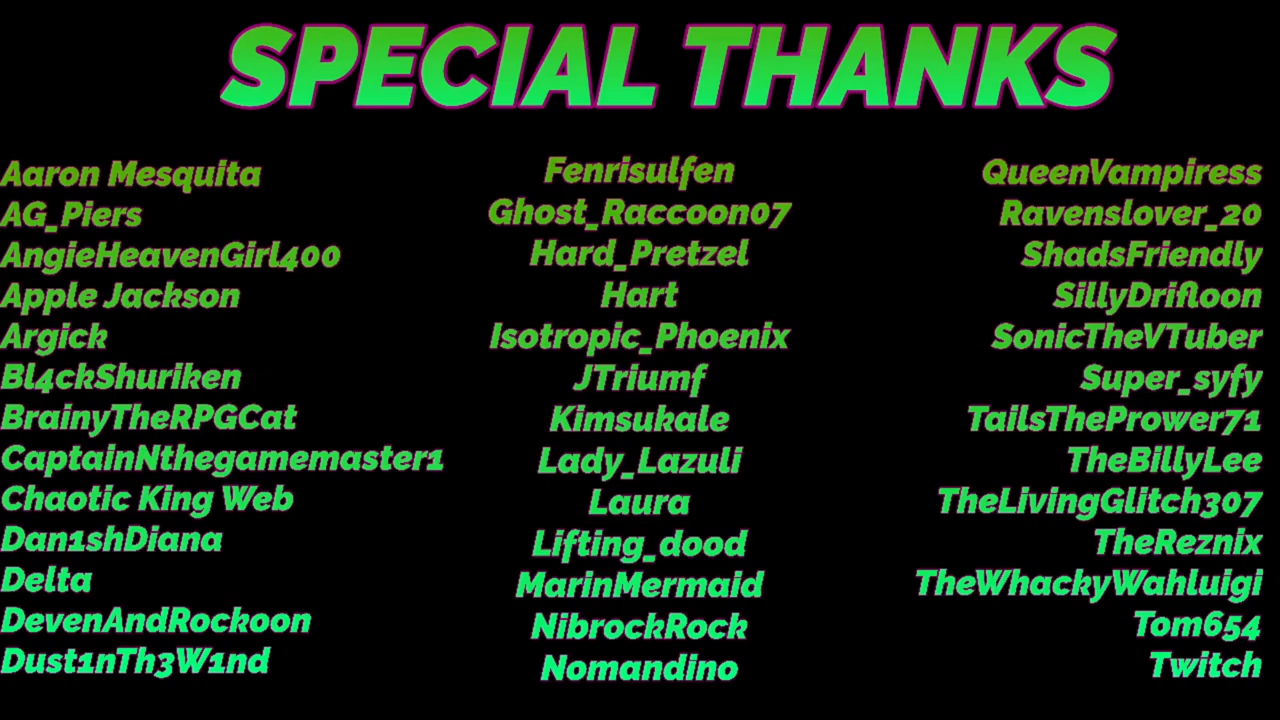 SPECIAL THANKS
Aaron Mesquita
AG_Piers
AngieHeavenGirl400
Apple Jackson
Argick
Bl4ckShuriken
BrainyTheRPGCat
CaptainNthegamemaster1
Chaotic King Web
Dan1shDiana
Delta
DevenAndRockoon
Dust1nTh3W1nd
Fenrisulfen
Ghost_Raccoon07
Hard_Pretzel
Hart
Isotropic_Phoenix
JTriumf
Kimsukale
Lady_Lazuli
Laura
Lifting_dood
MarinMermaid
NibrockRock
Nomandino
QueenVampiress
Ravenslover_20
ShadsFriendly
SillyDrifloon
SonicTheVTuber
Super_syfy
TailsThePrower71
TheBillyLee
TheLivingGlitch307
TheReznix
TheWhackyWahluigi
Tom654
Twitch